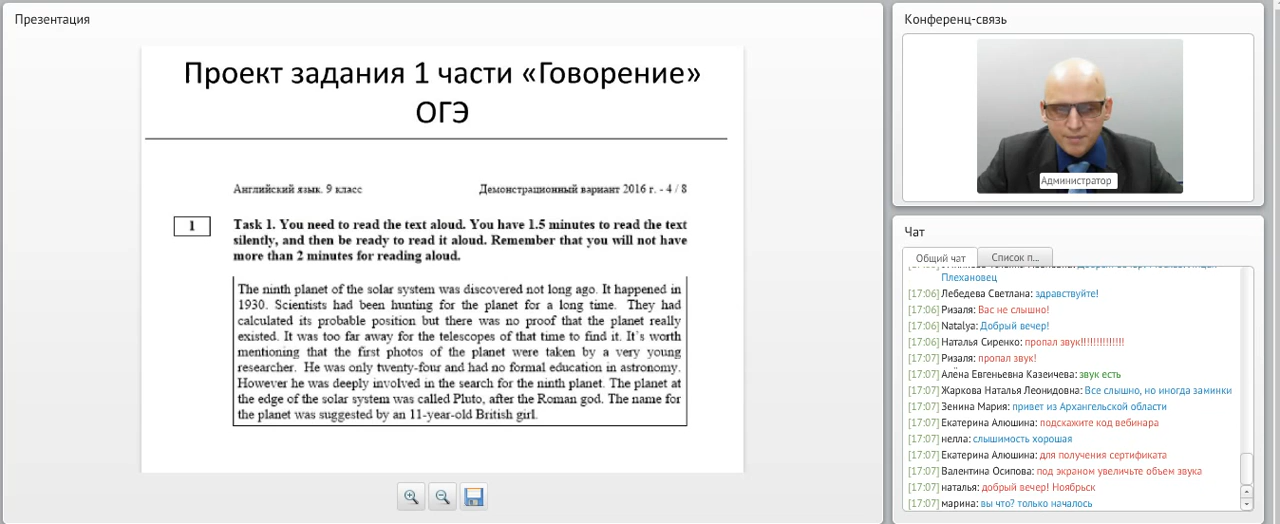 Презентация
Проект задания 1 части «Говорение»
ОГЭ
Английский язык. 9 класс
Демонстрационный вариант 2016 г. - 4 / 8
1
Task 1. You need to read the text aloud. You have 1.5 minutes to read the text
silently, and then be ready to read it aloud. Remember that you will not have
more than 2 minutes for reading aloud.
The ninth planet of the solar system was discovered not long ago. It happened in
1930. Scientists had been hunting for the planet for a long time. They had
calculated its probable position but there was no proof that the planet really
existed. It was too far away for the telescopes of that time to find it. It's worth
mentioning that the first photos of the planet were taken by a very young
researcher. He was only twenty-four and had no formal education in astronomy.
However he was deeply involved in the search for the ninth planet. The planet at
the edge of the solar system was called Pluto, after the Roman god. The name for
the planet was suggested by an 11-year-old British girl.
Конференц-связь
Администратор
Чат
Общий чат
Список п...
Плехановец
[17:06] Лебедева Светлана: здравствуйте!
[17:06] Ризаля: Вас не слышно!
[17:06] Natalya: Добрый вечер!
[17:06] Наталья Сиренко: пропал звук!!!!!!!!!!!!!!
[17:07] Ризаля: пропал звук!
[17:07] Алёна Евгеньевна Казеичева: звук есть
[17:07] Жаркова Наталья Леонидовна: Все слышно, но иногда заминки
[17:07] Зенина Мария: привет из Архангельской области
[17:07] Екатерина Алюшина: подскажите код вебинара
[17:07] нелла: слышимость хорошая
[17:07] Екатерина Алюшина: для получения сертификата
[17:07] Валентина Осипова: под экраном увеличьте объем звука
[17:07] наталья: добрый вечер! Ноябрьск
[17:07] марина: вы что? только началось